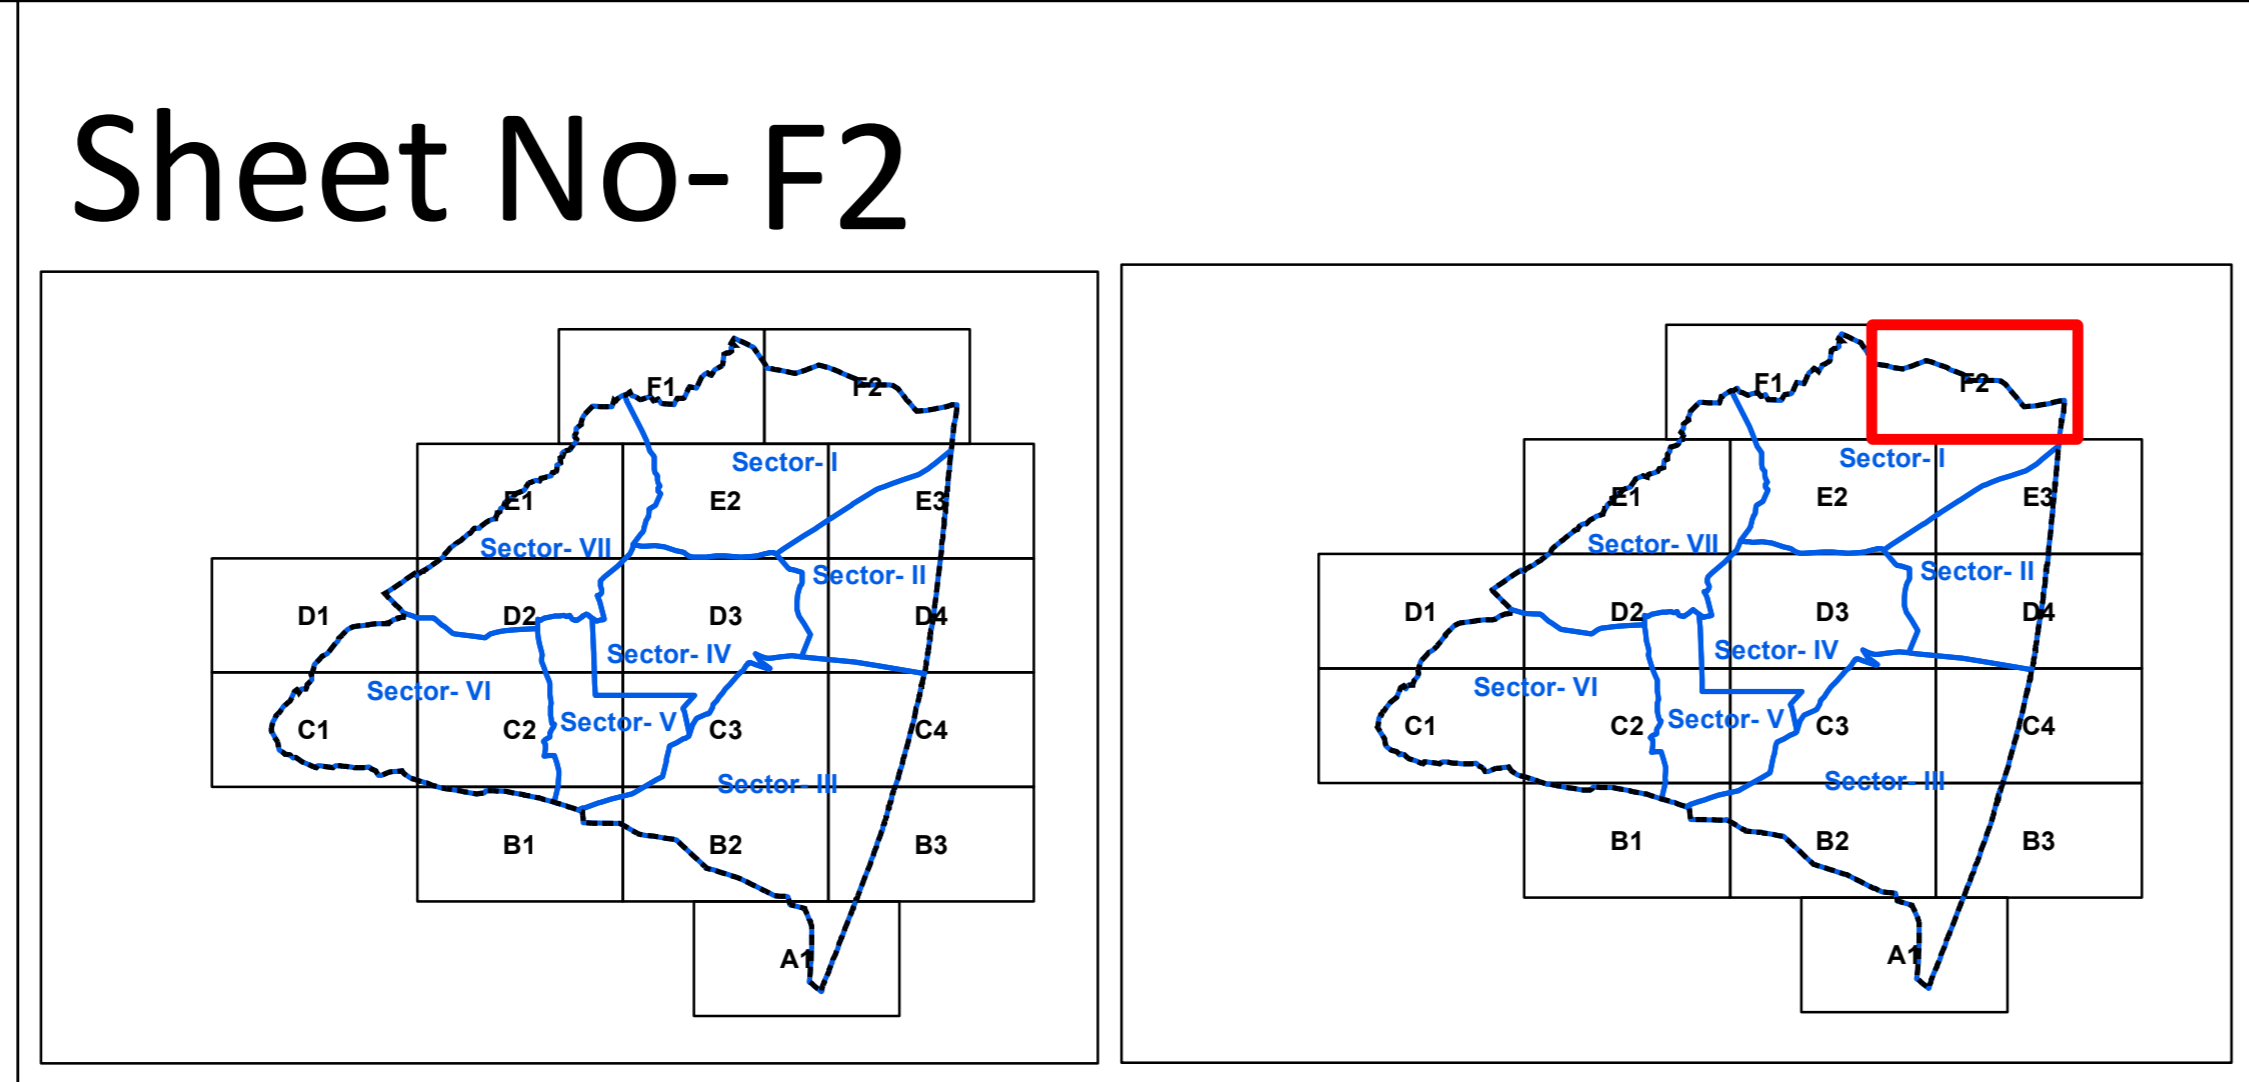 Sheet No- F2
F1
F2
Sector- I
E1
E2
E3
Sector- VII
Sector- II
D1
D2
D3
D4
Sector- IV
Sector- VI
Sector- V
C1
C2
C3
C4
Sector- III
B1
B2
B3
A1
F1
F2
Sector- I
E1
E2
E3
Sector- VII
Sector- II
D1
D2
D3
D4
Sector- IV
Sector- VI
Sector- V
C1
C2
C3
C4
Sector- III
B1
B2
B3
A1